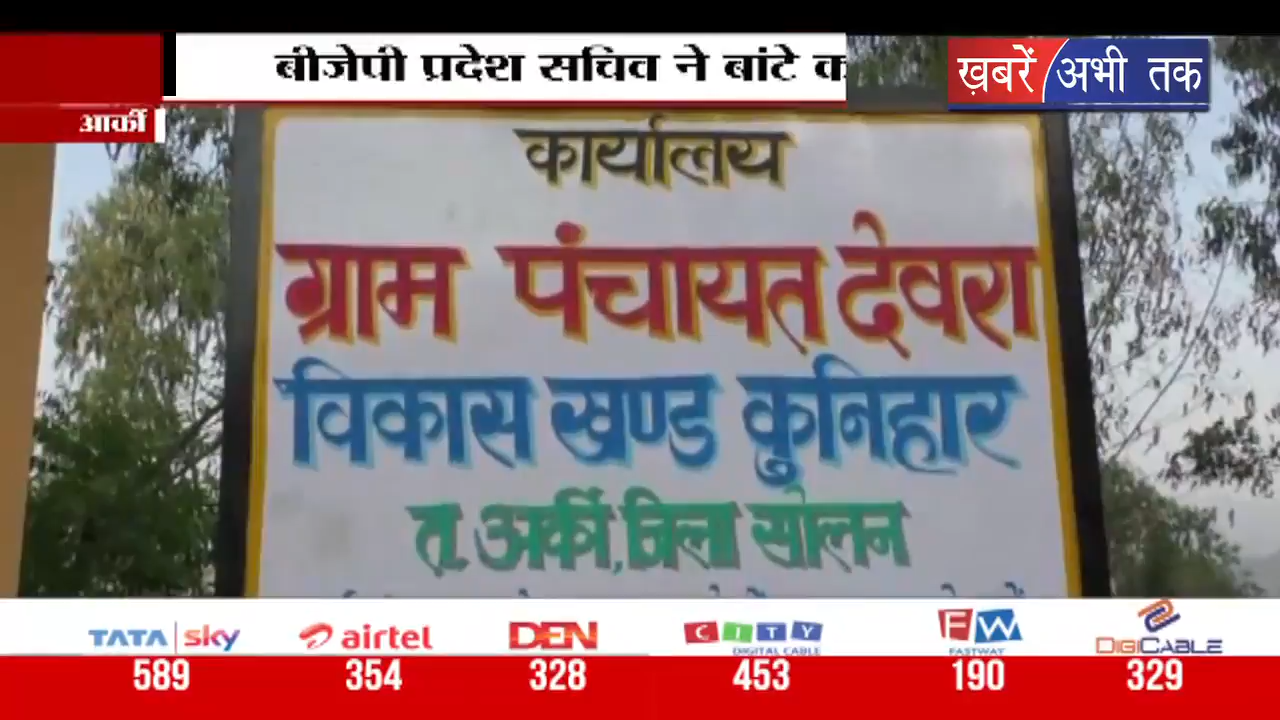 बीजेपी प्रदेश सचिव ने बांटे
ख़बरें अभी तक
आर्की
कार्यालय
ग्राम पंचायत देवरा
विकास खण्ड कुनिहार
त. अर्की, जिला सोलन
TATA sky airtel DEN CITY DIGITAL CABLE FW FASTWAY DIGICABLE
589 354 328 453 190 329